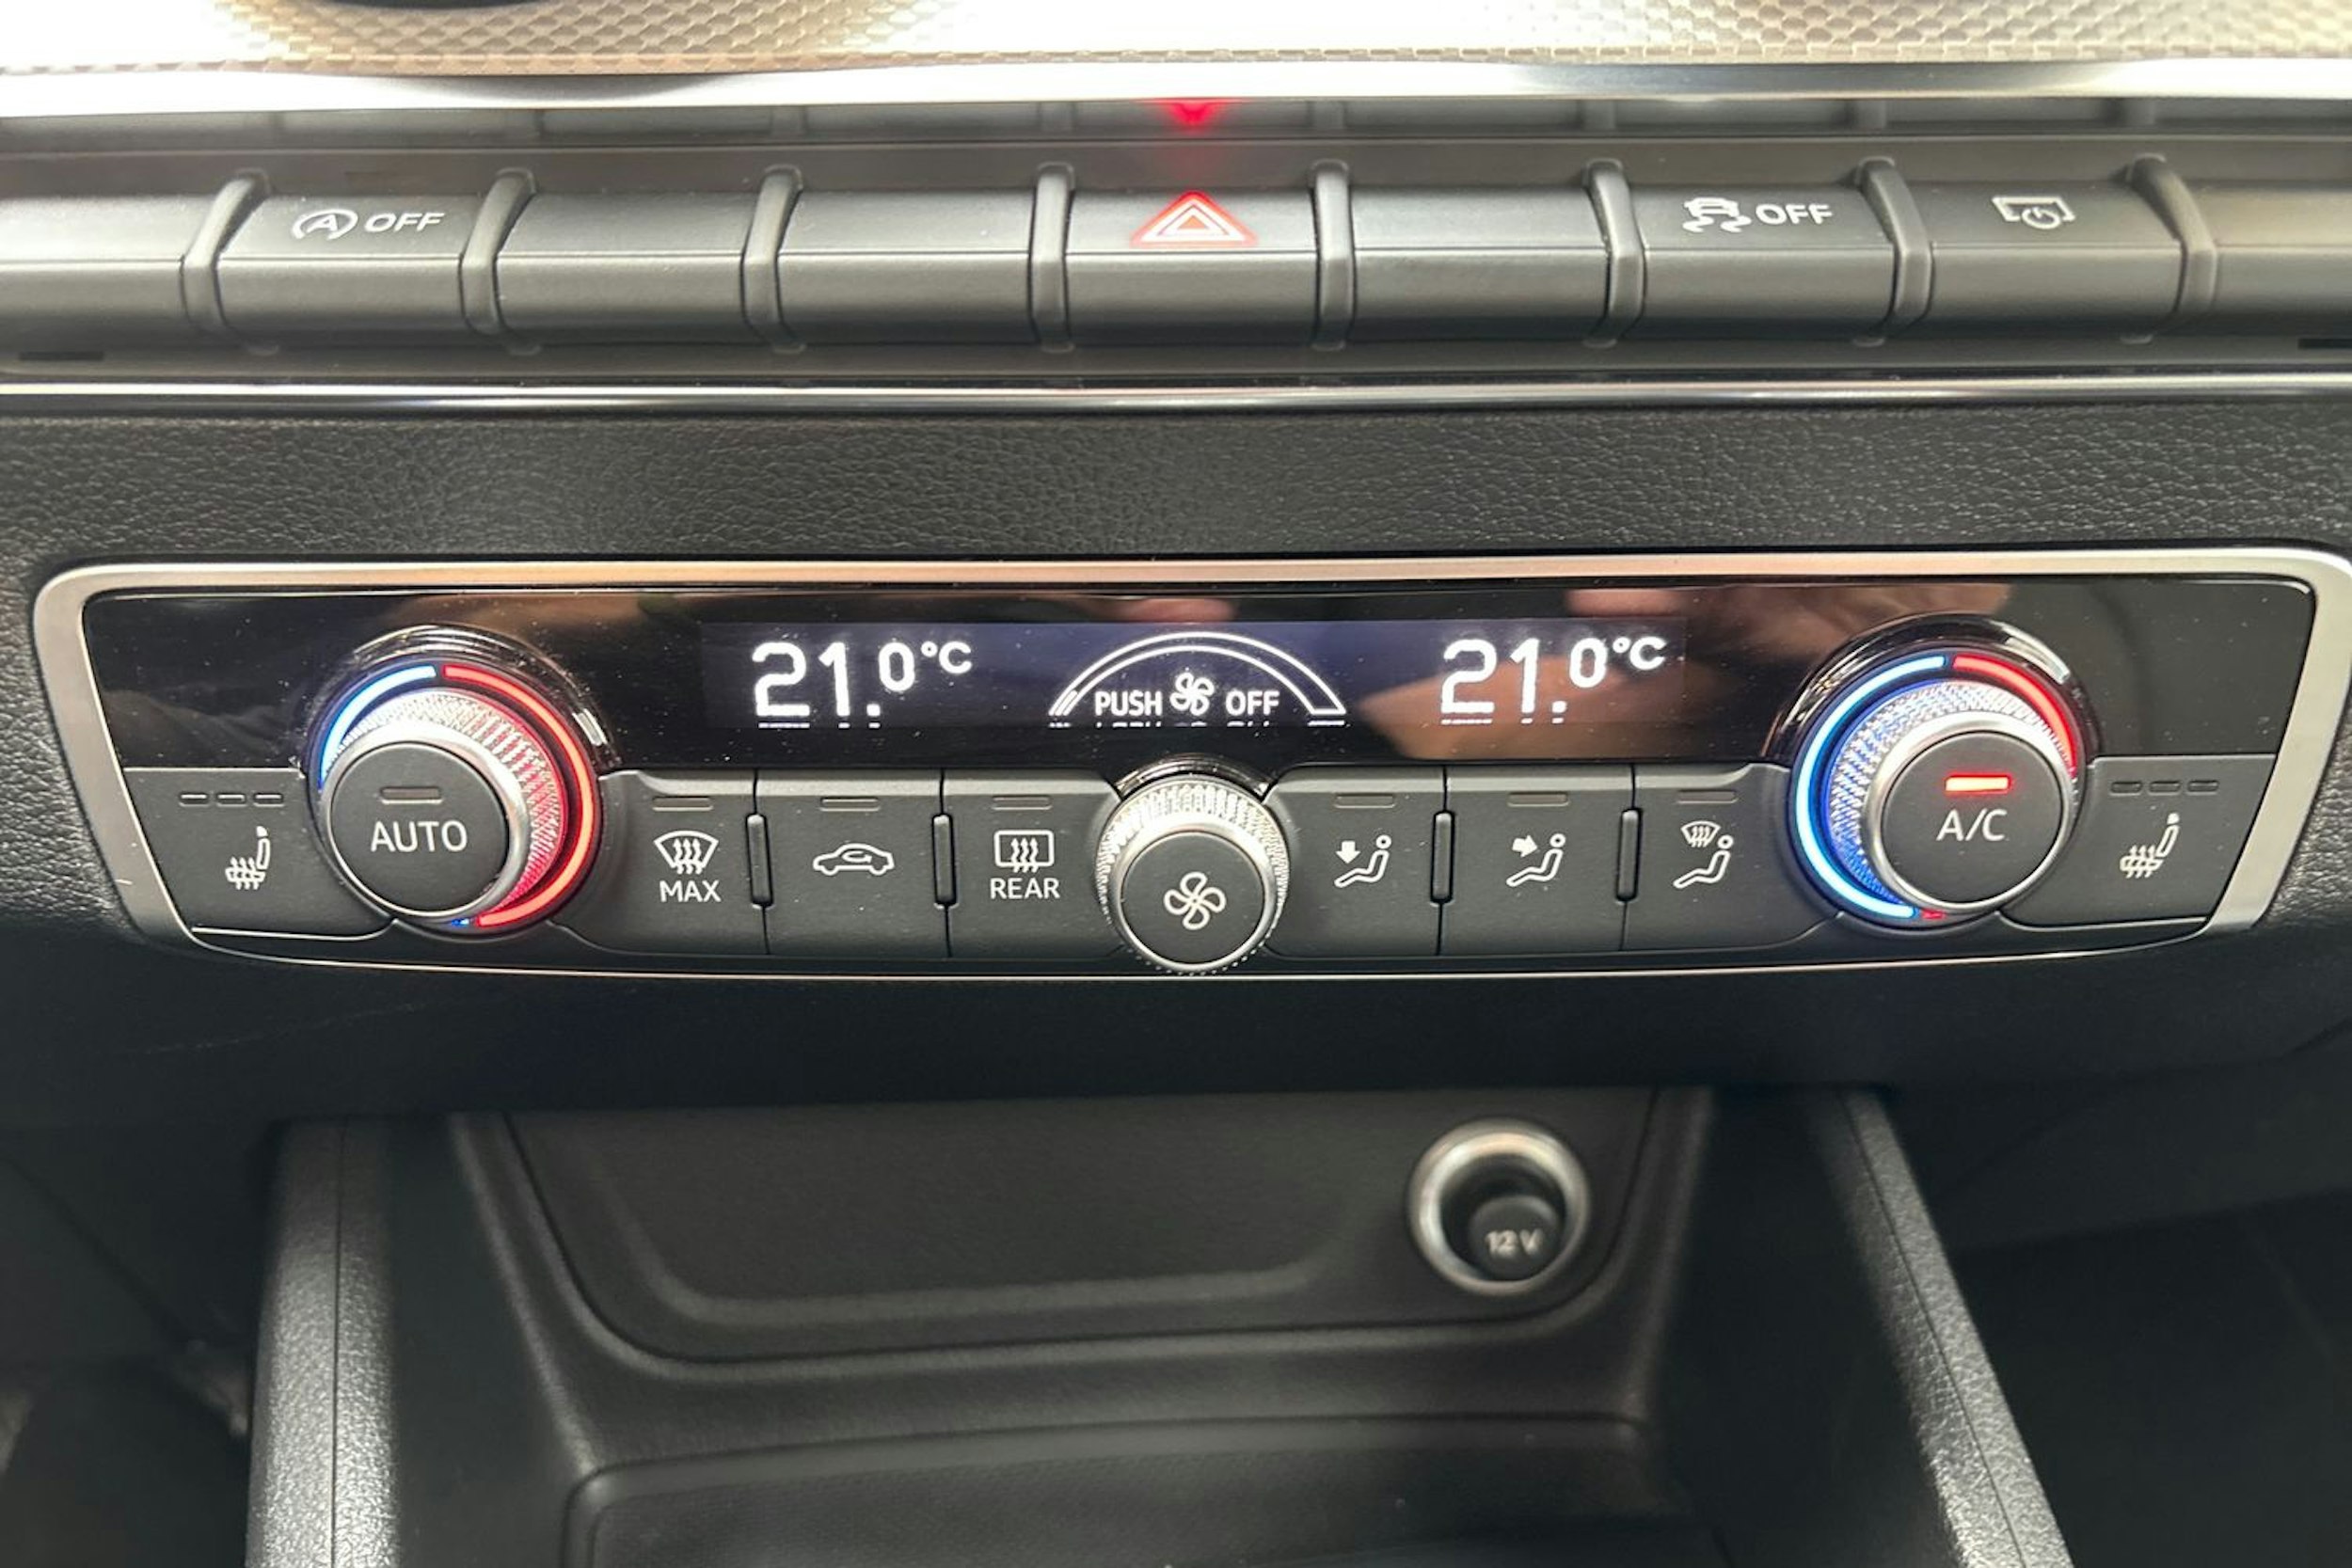 A OFF
OFF
21.0°C
PUSH OFF
21.0°C
AUTO
A/C
MAX
REAR
12V